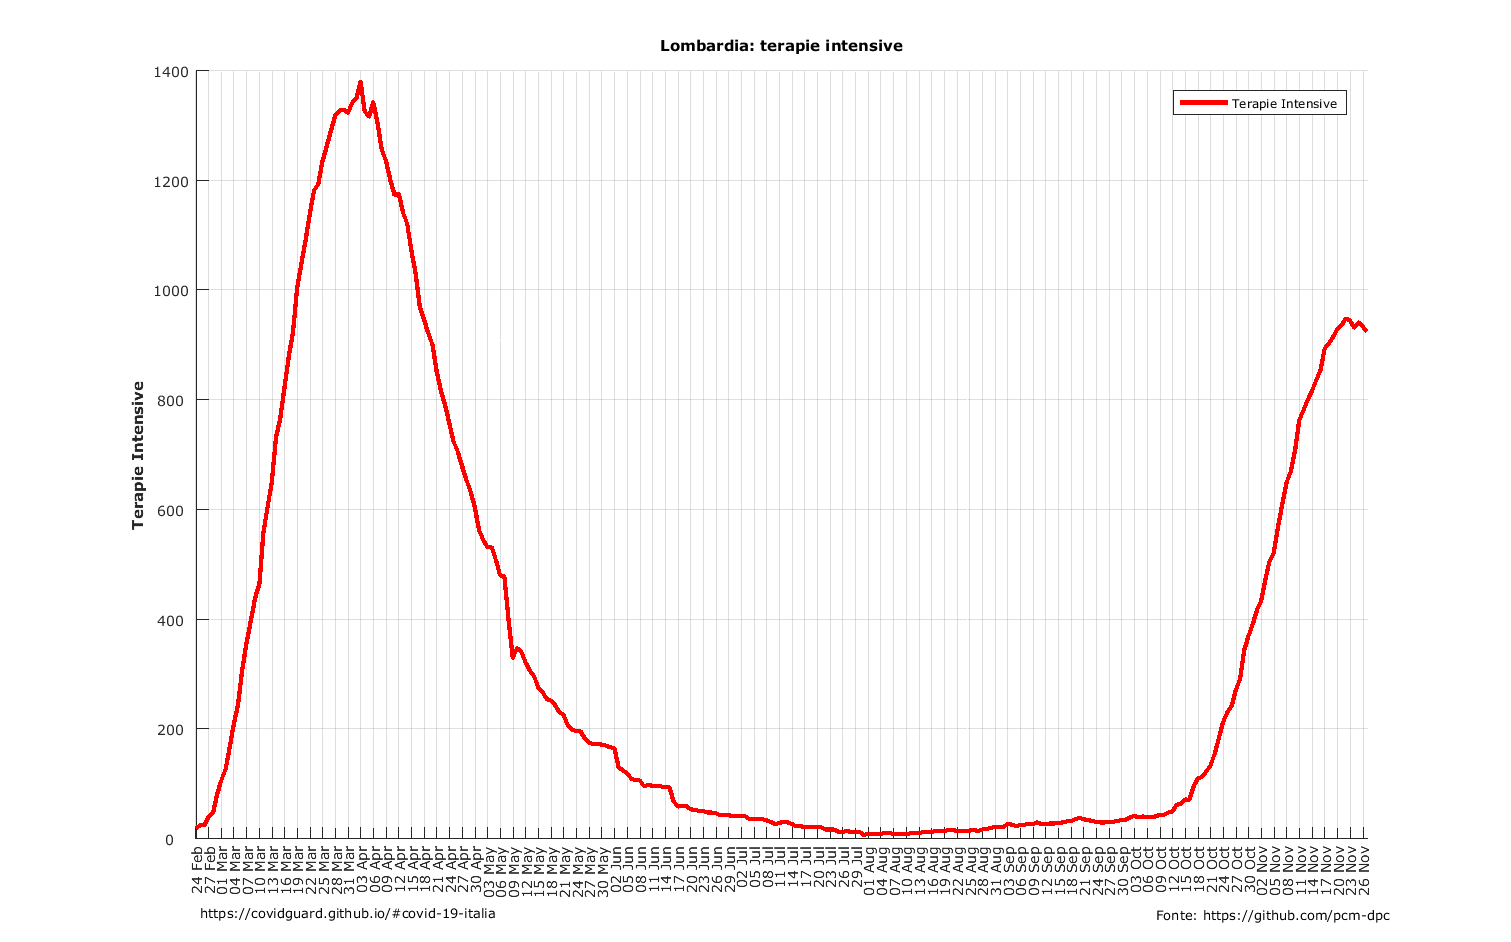 Lombardia: terapie intensive
Terapie Intensive
1400
1200
1000
800
600
400
200
0
Terapie Intensive
24 Feb
27 Feb
01 Mar
04 Mar
07 Mar
10 Mar
13 Mar
16 Mar
19 Mar
22 Mar
25 Mar
28 Mar
31 Mar
03 Apr
06 Apr
09 Apr
12 Apr
15 Apr
18 Apr
21 Apr
24 Apr
27 Apr
30 Apr
03 May
06 May
09 May
12 May
15 May
18 May
21 May
24 May
27 May
30 May
02 Jun
05 Jun
08 Jun
11 Jun
14 Jun
17 Jun
20 Jun
23 Jun
26 Jun
29 Jun
02 Jul
05 Jul
08 Jul
11 Jul
14 Jul
17 Jul
20 Jul
23 Jul
26 Jul
29 Jul
01 Aug
04 Aug
07 Aug
10 Aug
13 Aug
16 Aug
19 Aug
22 Aug
25 Aug
28 Aug
31 Aug
03 Sep
06 Sep
09 Sep
12 Sep
15 Sep
18 Sep
21 Sep
24 Sep
27 Sep
30 Sep
03 Oct
06 Oct
09 Oct
12 Oct
15 Oct
18 Oct
21 Oct
24 Oct
27 Oct
30 Oct
02 Nov
05 Nov
08 Nov
11 Nov
14 Nov
17 Nov
20 Nov
23 Nov
26 Nov
https://covidguard.github.io/#covid-19-italia
Fonte: https://github.com/pcm-dpc